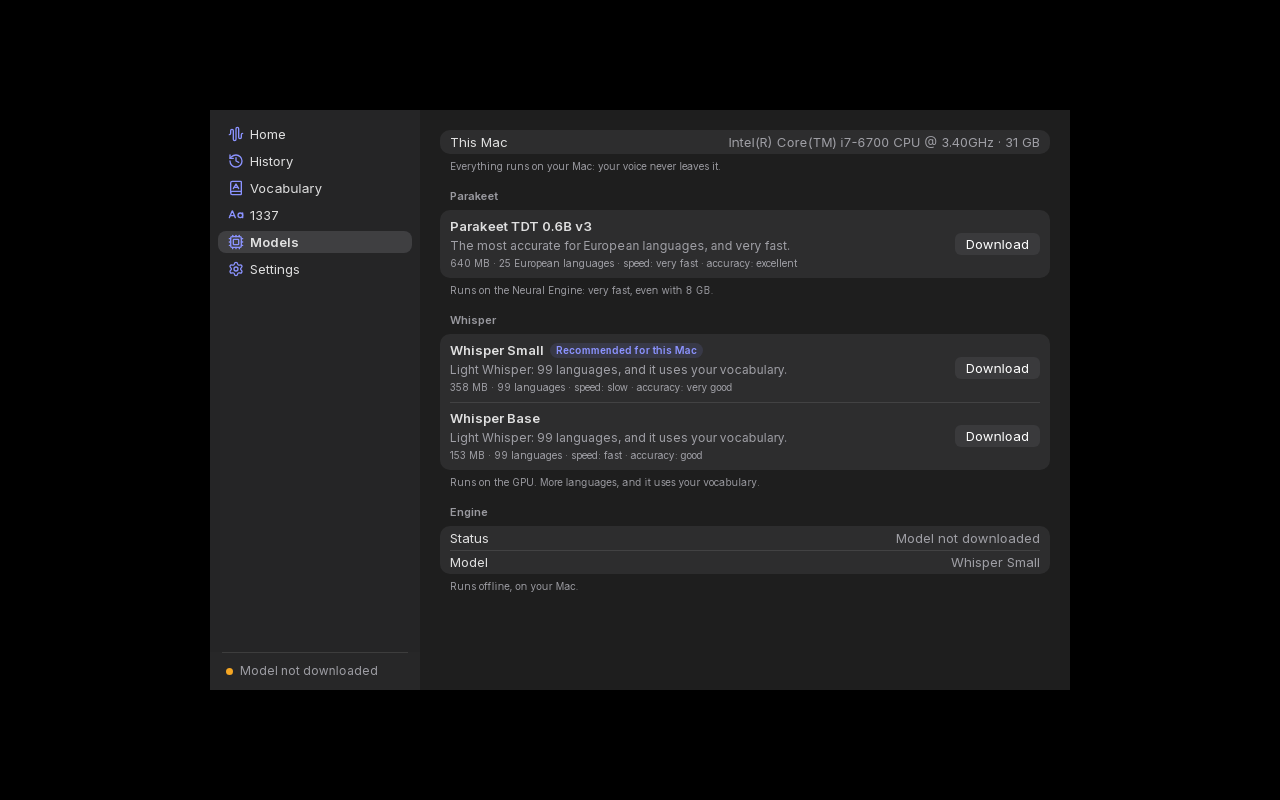 Home
History
Vocabulary
Aa 1337
Models
Settings
Model not downloaded
This Mac Intel(R) Core(TM) i7-6700 CPU @ 3.40GHz · 31 GB
Everything runs on your Mac: your voice never leaves it.
Parakeet
Parakeet TDT 0.6B v3
The most accurate for European languages, and very fast.
640 MB · 25 European languages · speed: very fast · accuracy: excellent
Download
Runs on the Neural Engine: very fast, even with 8 GB.
Whisper
Whisper Small Recommended for this Mac
Light Whisper: 99 languages, and it uses your vocabulary.
358 MB · 99 languages · speed: slow · accuracy: very good
Download
Whisper Base
Light Whisper: 99 languages, and it uses your vocabulary.
153 MB · 99 languages · speed: fast · accuracy: good
Download
Runs on the GPU. More languages, and it uses your vocabulary.
Engine
Status Model not downloaded
Model Whisper Small
Runs offline, on your Mac.